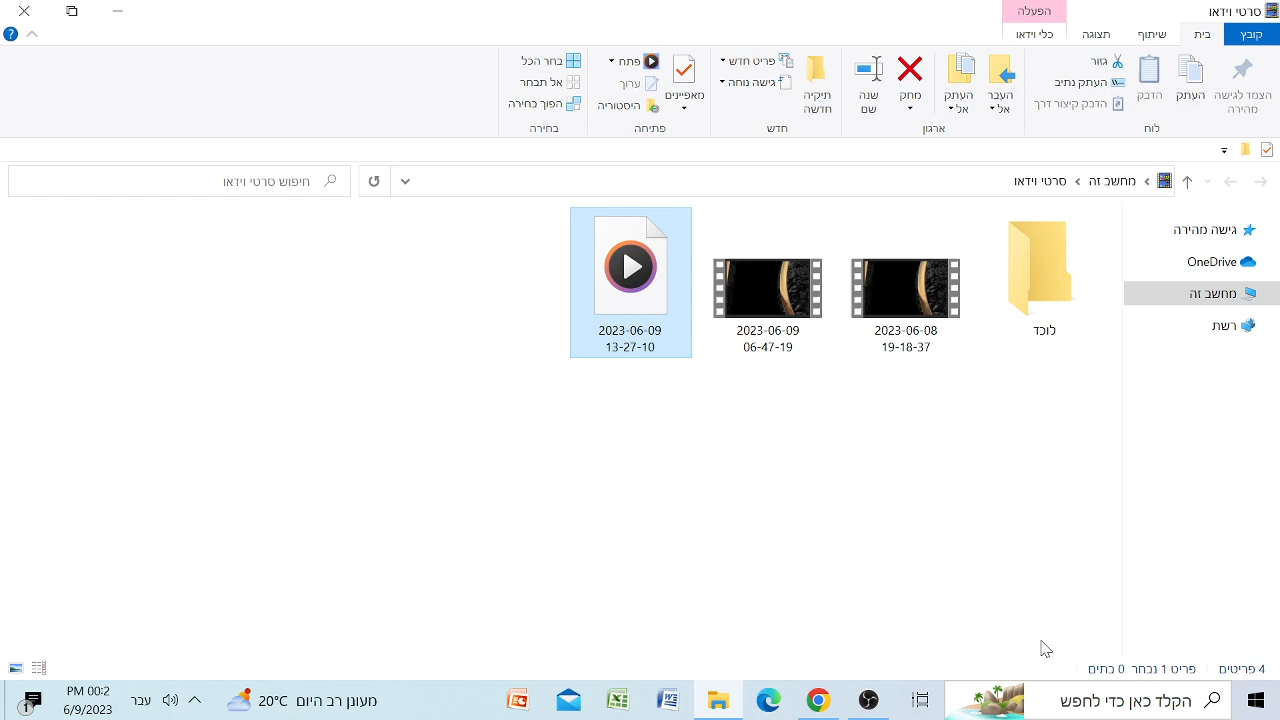 סרטי וידאו
הפעלה
קובץ
בית
שיתוף
תצוגה
כלי וידאו
?
הצמד לגישה
מהירה
העתק
הדבק
גזור
העתק נתיב
הדבק קיצור דרך
לוח
העבר
אל
העתק
אל
מחק
שנה
שם
ארגון
תיקיה
חדשה
פריט חדש
גישה נוחה
חדש
מאפיינים
פתח
ערוך
היסטוריה
פתיחה
בחר הכל
אל תבחר
הפוך בחירה
בחירה
מחשב זה
סרטי וידאו
חיפוש סרטי וידאו
גישה מהירה
OneDrive
מחשב זה
רשת
לוכד
2023-06-08
19-18-37
2023-06-09
06-47-19
2023-06-09
13-27-10
4 פריטים
פריט 1 נבחר
0 בתים
הקלד כאן כדי לחפש
20°C
מעונן רב היום
עבר
PM 00:2
6/9/2023
1